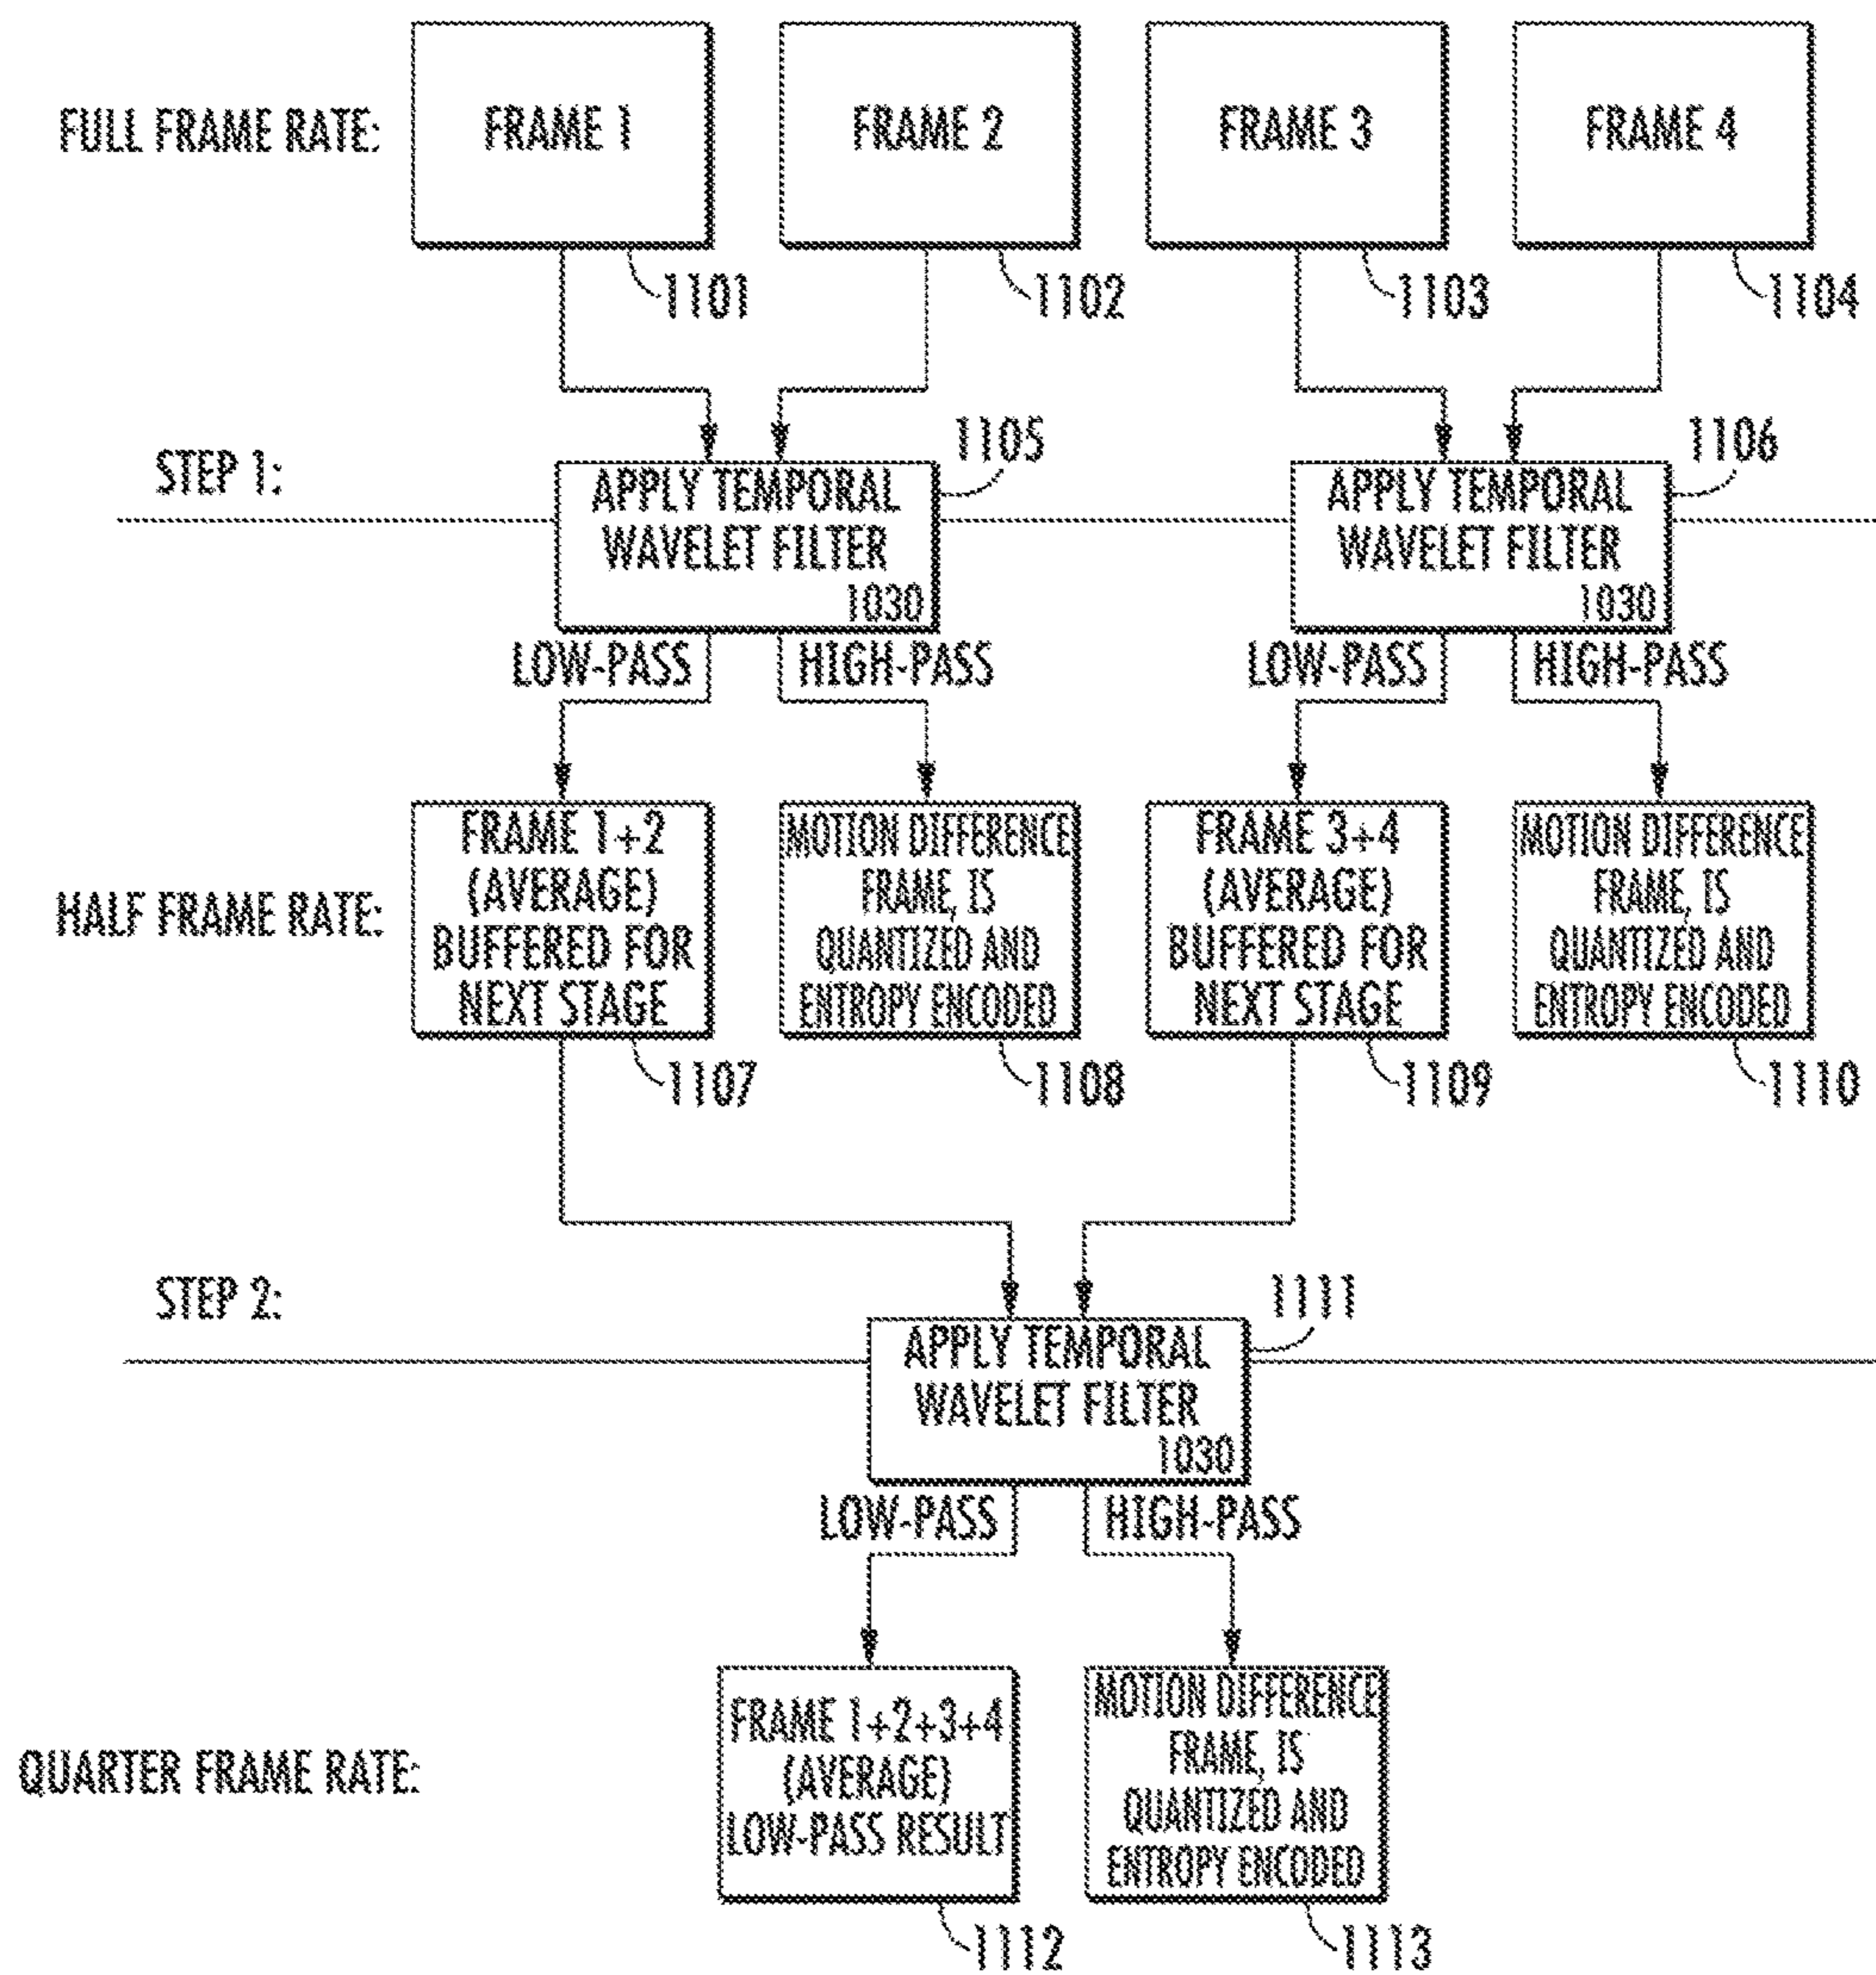 FULL FRAME RATE:
FRAME 1
FRAME 2
FRAME 3
FRAME 4
1101
1102
1103
1104
STEP 1:
1105
1106
APPLY TEMPORAL
WAVELET FILTER
1030
APPLY TEMPORAL
WAVELET FILTER
1030
LOW-PASS
HIGH-PASS
LOW-PASS
HIGH-PASS
HALF FRAME RATE:
FRAME 1+2
(AVERAGE)
BUFFERED FOR
NEXT STAGE
MOTION DIFFERENCE
FRAME, IS
QUANTIZED AND
ENTROPY ENCODED
FRAME 3+4
(AVERAGE)
BUFFERED FOR
NEXT STAGE
MOTION DIFFERENCE
FRAME, IS
QUANTIZED AND
ENTROPY ENCODED
1107
1108
1109
1110
STEP 2:
1111
APPLY TEMPORAL
WAVELET FILTER
1030
LOW-PASS
HIGH-PASS
QUARTER FRAME RATE:
FRAME 1+2+3+4
(AVERAGE)
LOW-PASS RESULT
MOTION DIFFERENCE
FRAME, IS
QUANTIZED AND
ENTROPY ENCODED
1112
1113